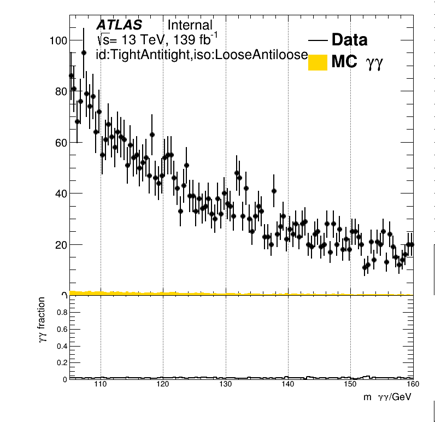 ATLAS Internal
√s= 13 TeV, 139 fb⁻¹
id:TightAntitight,iso:LooseAntiloose
Data
MC γγ
100
80
60
40
20
0
γγ fraction
0.8
0.6
0.4
0.2
0
110 120 130 140 150 160
m γγ/GeV